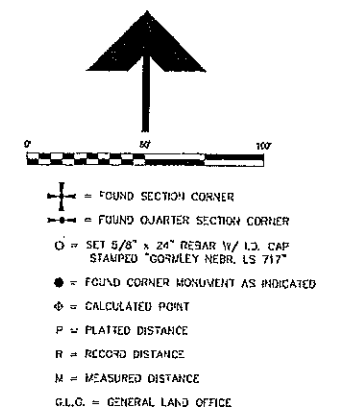 0' 50' 100'
= FOUND SECTION CORNER
= FOUND QUARTER SECTION CORNER
= SET 5/8" x 24" REBAR W/ I.D. CAP
STAMPED "GORMLEY NEBR. LS 717"
= FOUND CORNER MONUMENT AS INDICATED
= CALCULATED POINT
P = PLATTED DISTANCE
R = RECORD DISTANCE
M = MEASURED DISTANCE
G.L.O. = GENERAL LAND OFFICE